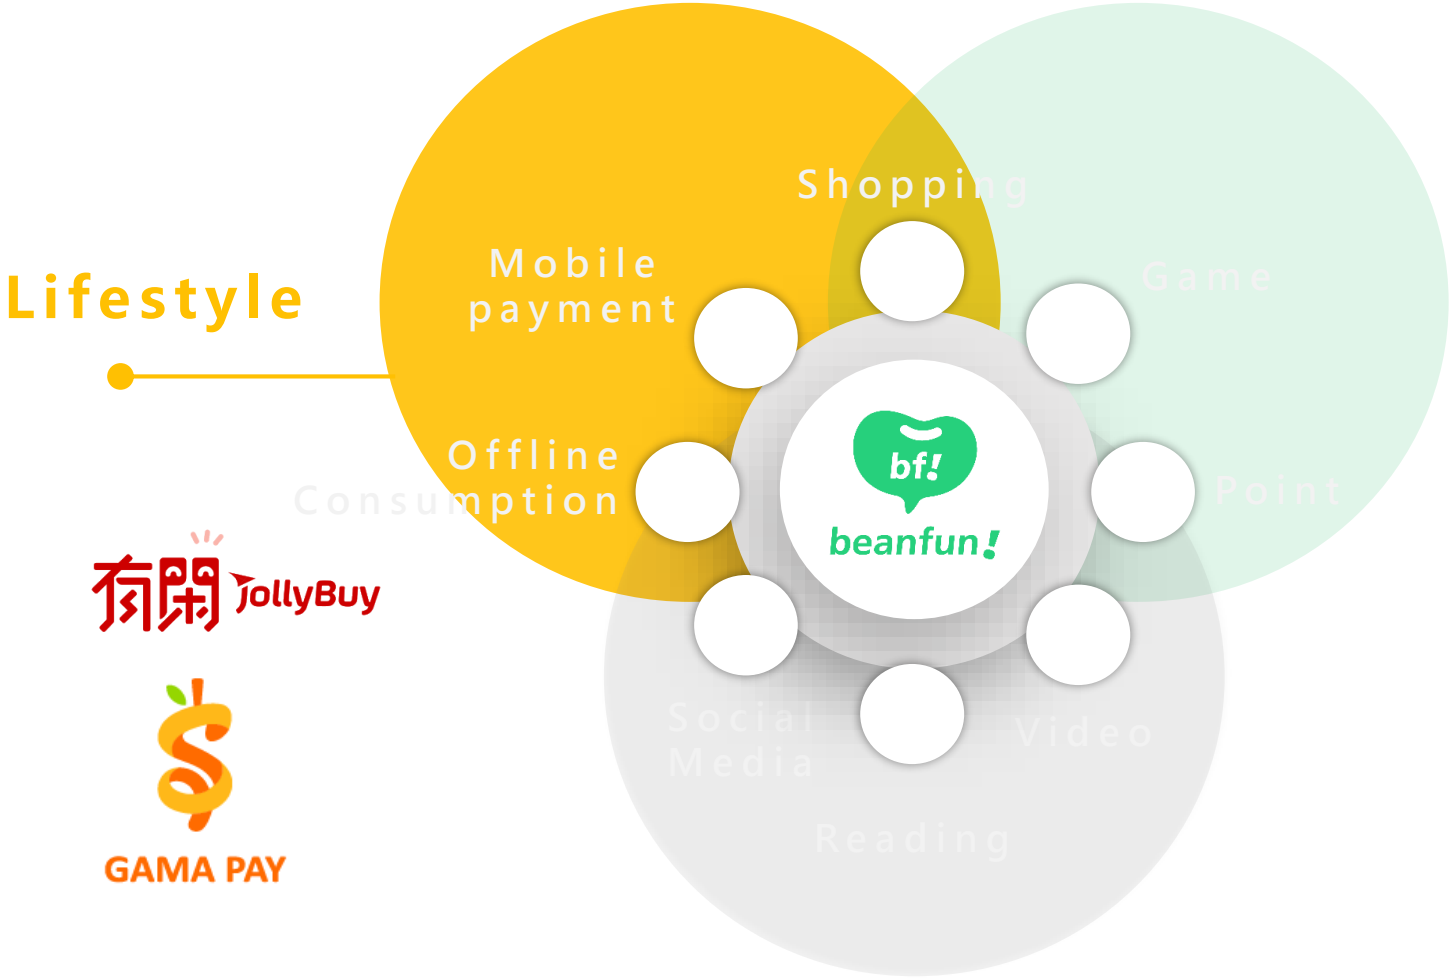 Shopping
Mobile
payment
Game
Lifestyle
Offline
Consumption
Point
bf!
beanfun!
有閑 JollyBuy
Social
Media
Video
Reading
GAMA PAY